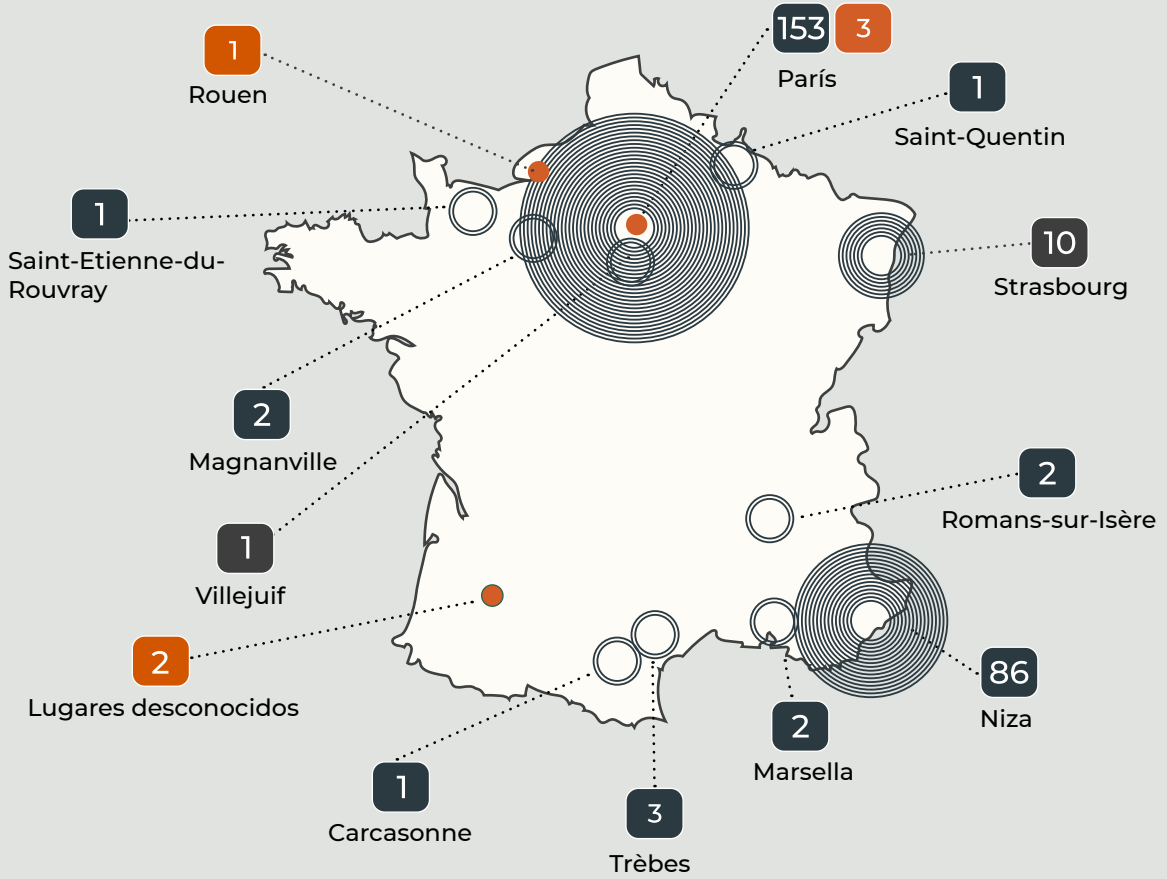 153 3
París
1
Rouen
1
Saint-Quentin
1
Saint-Etienne-du-
Rouvray
10
Strasbourg
2
Magnanville
2
Romans-sur-Isère
1
Villejuif
2
Lugares desconocidos
86
Niza
2
Marsella
1
Carcasonne
3
Trèbes